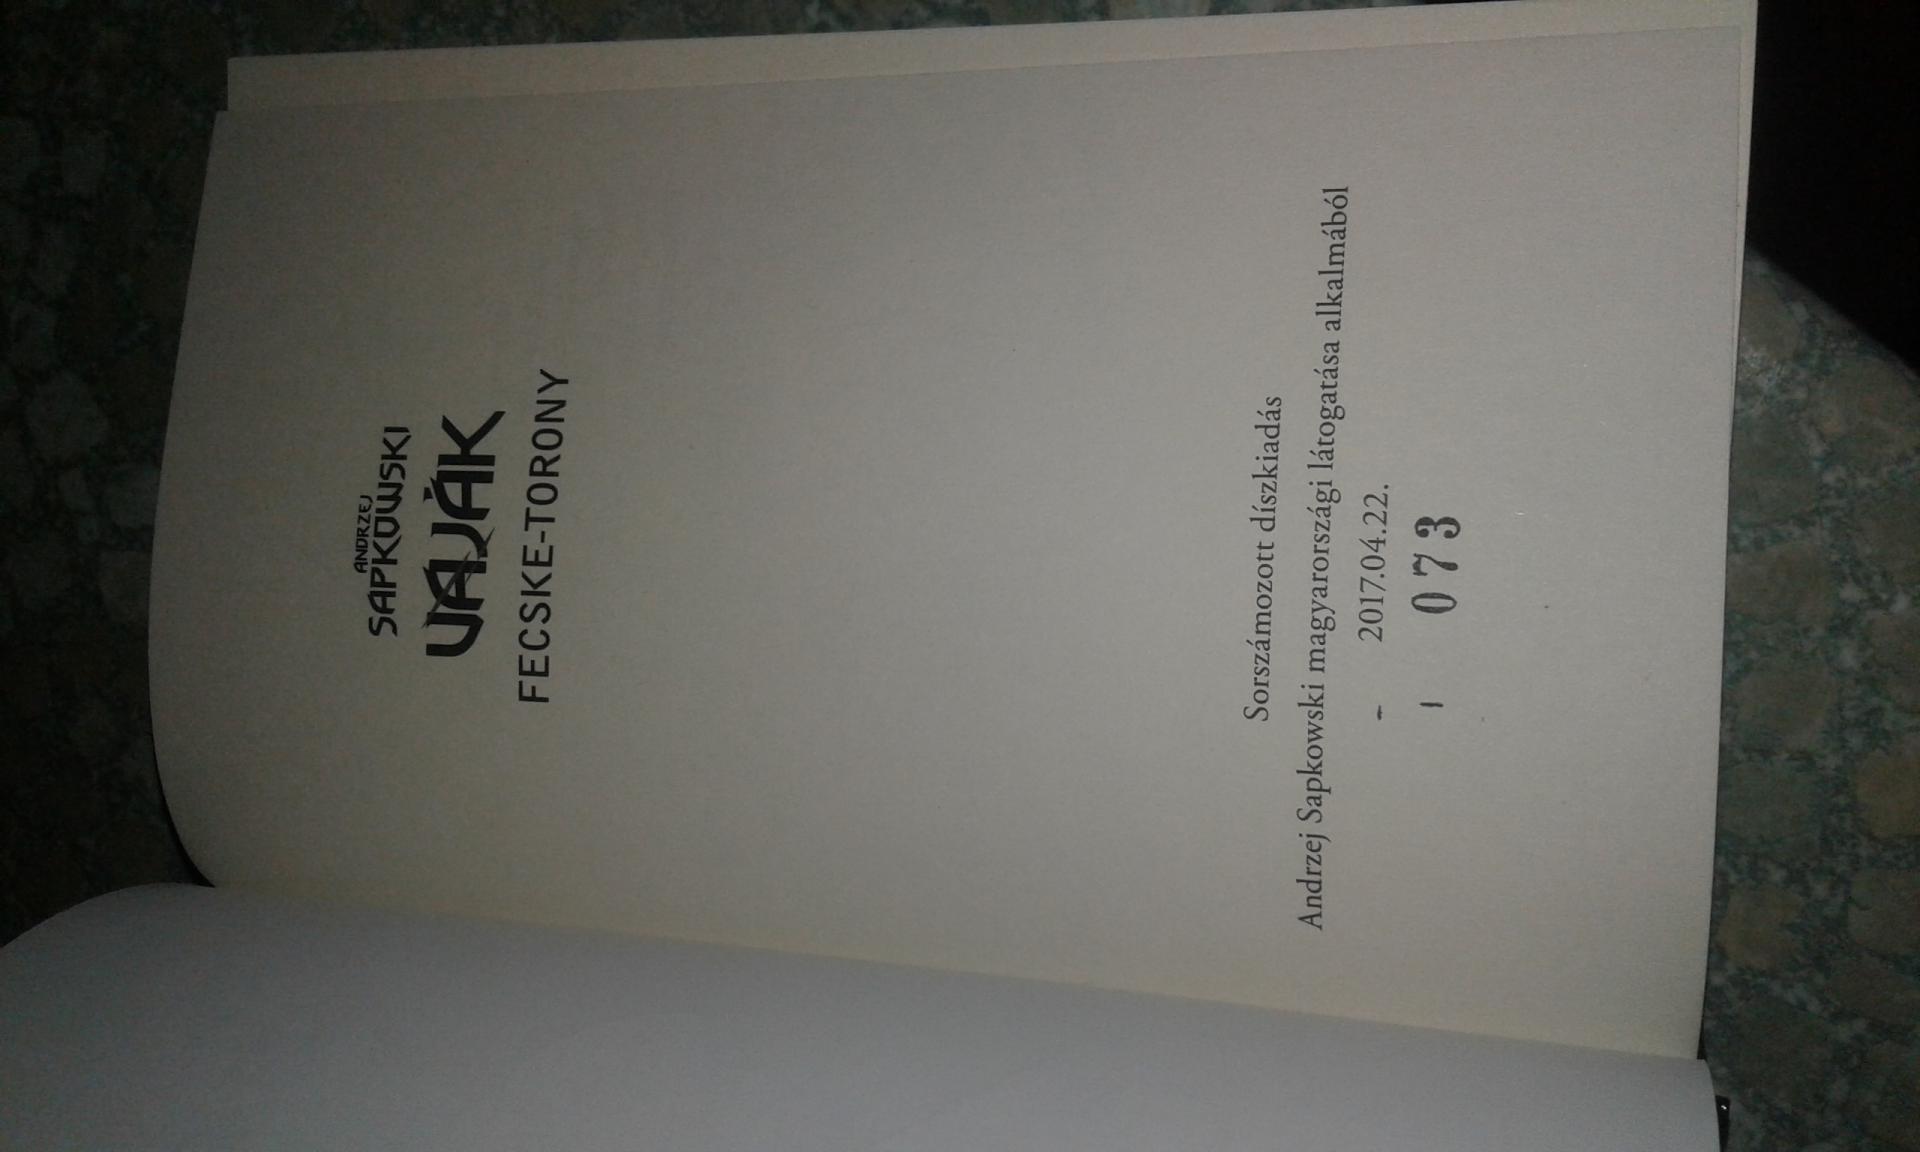 ANDRZEJ
SAPKOWSKI
VAJÁK
FECSKE-TORONY
Sorszámozott díszkiadás
Andrzej Sapkowski magyarországi látogatása alkalmából
2017.04.22.
073